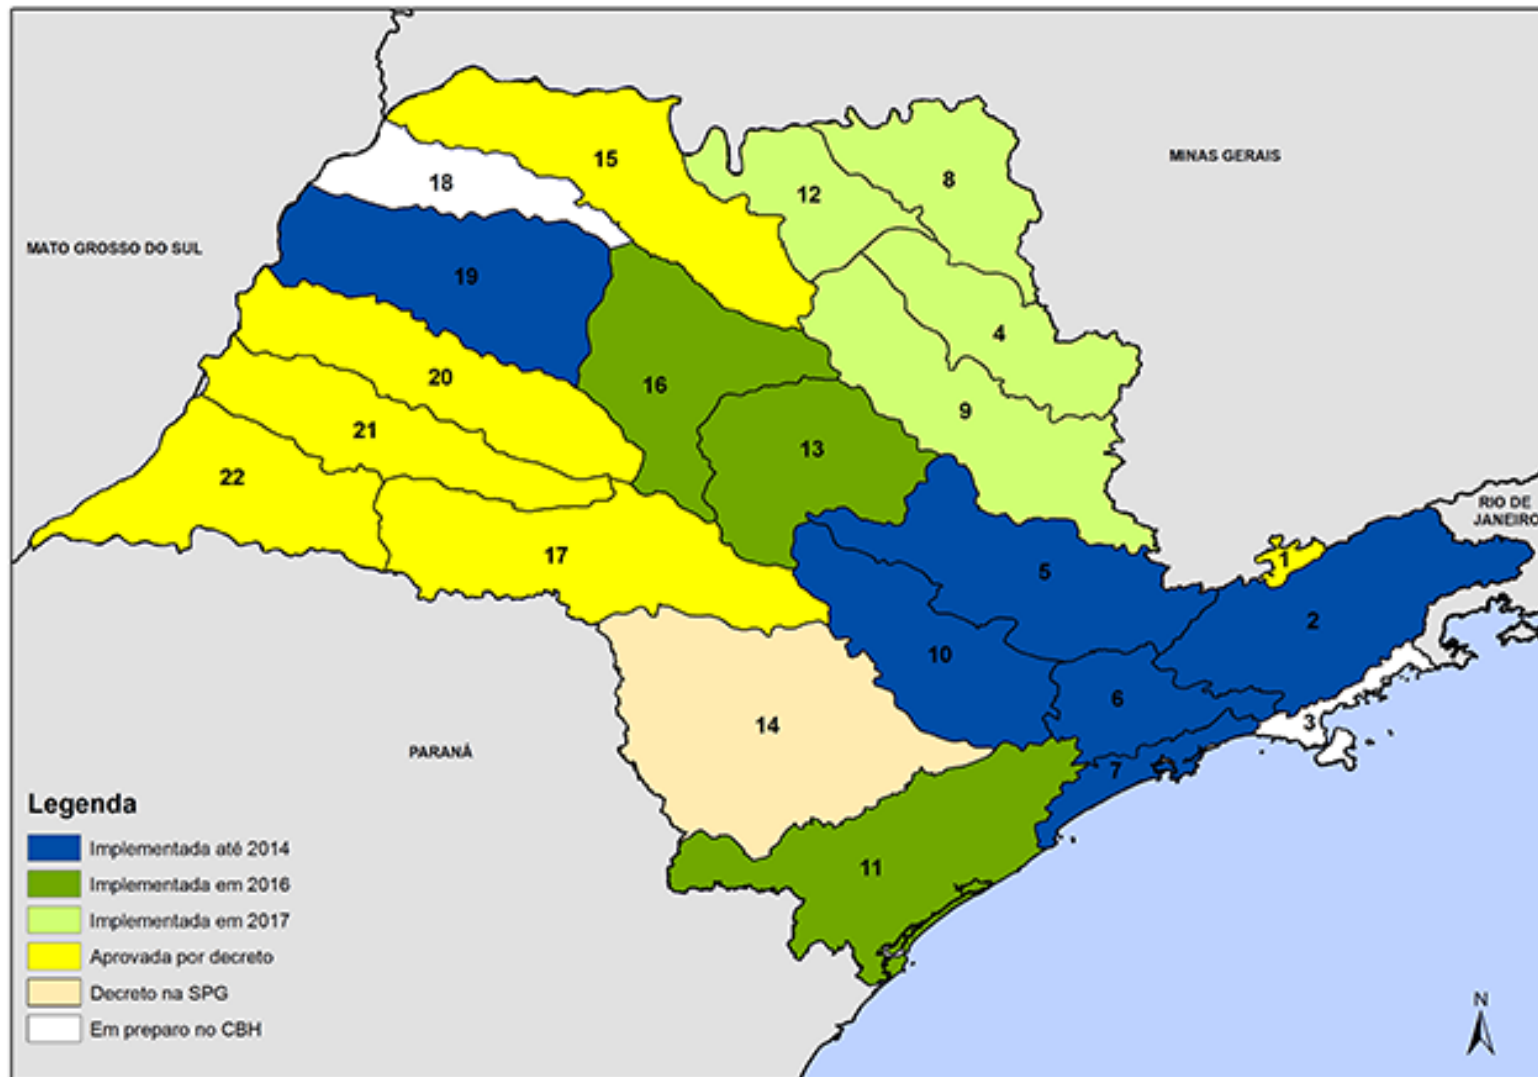 15
MINAS GERAIS
18
12
8
MATO GROSSO DO SUL
19
4
20
16
9
21
13
22
RIO DE
JANEIRO
17
1
5
2
10
6
3
14
PARANÁ
7
Legenda
Implementada até 2014
Implementada em 2016
11
Implementada em 2017
Aprovada por decreto
Decreto na SPG
Em preparo no CBH
N